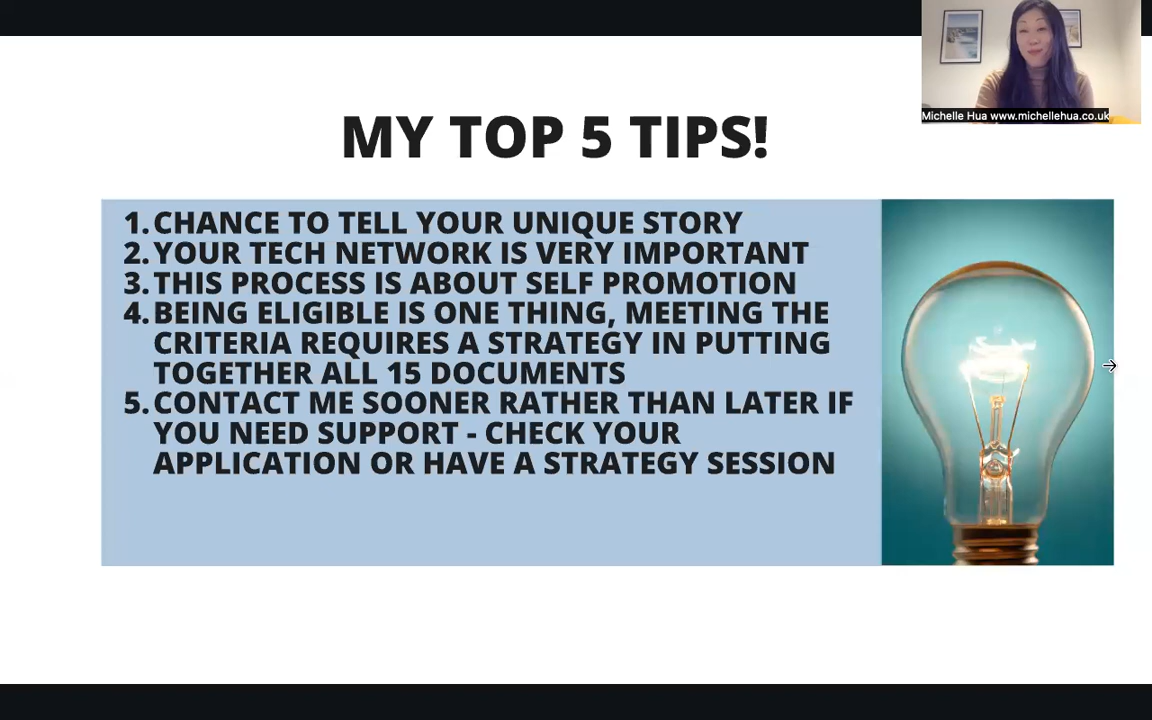 Michelle Hua www.michellehua.co.uk
MY TOP 5 TIPS!
1. CHANCE TO TELL YOUR UNIQUE STORY
2. YOUR TECH NETWORK IS VERY IMPORTANT
3. THIS PROCESS IS ABOUT SELF PROMOTION
4. BEING ELIGIBLE IS ONE THING, MEETING THE
CRITERIA REQUIRES A STRATEGY IN PUTTING
TOGETHER ALL 15 DOCUMENTS
5. CONTACT ME SOONER RATHER THAN LATER IF
YOU NEED SUPPORT - CHECK YOUR
APPLICATION OR HAVE A STRATEGY SESSION